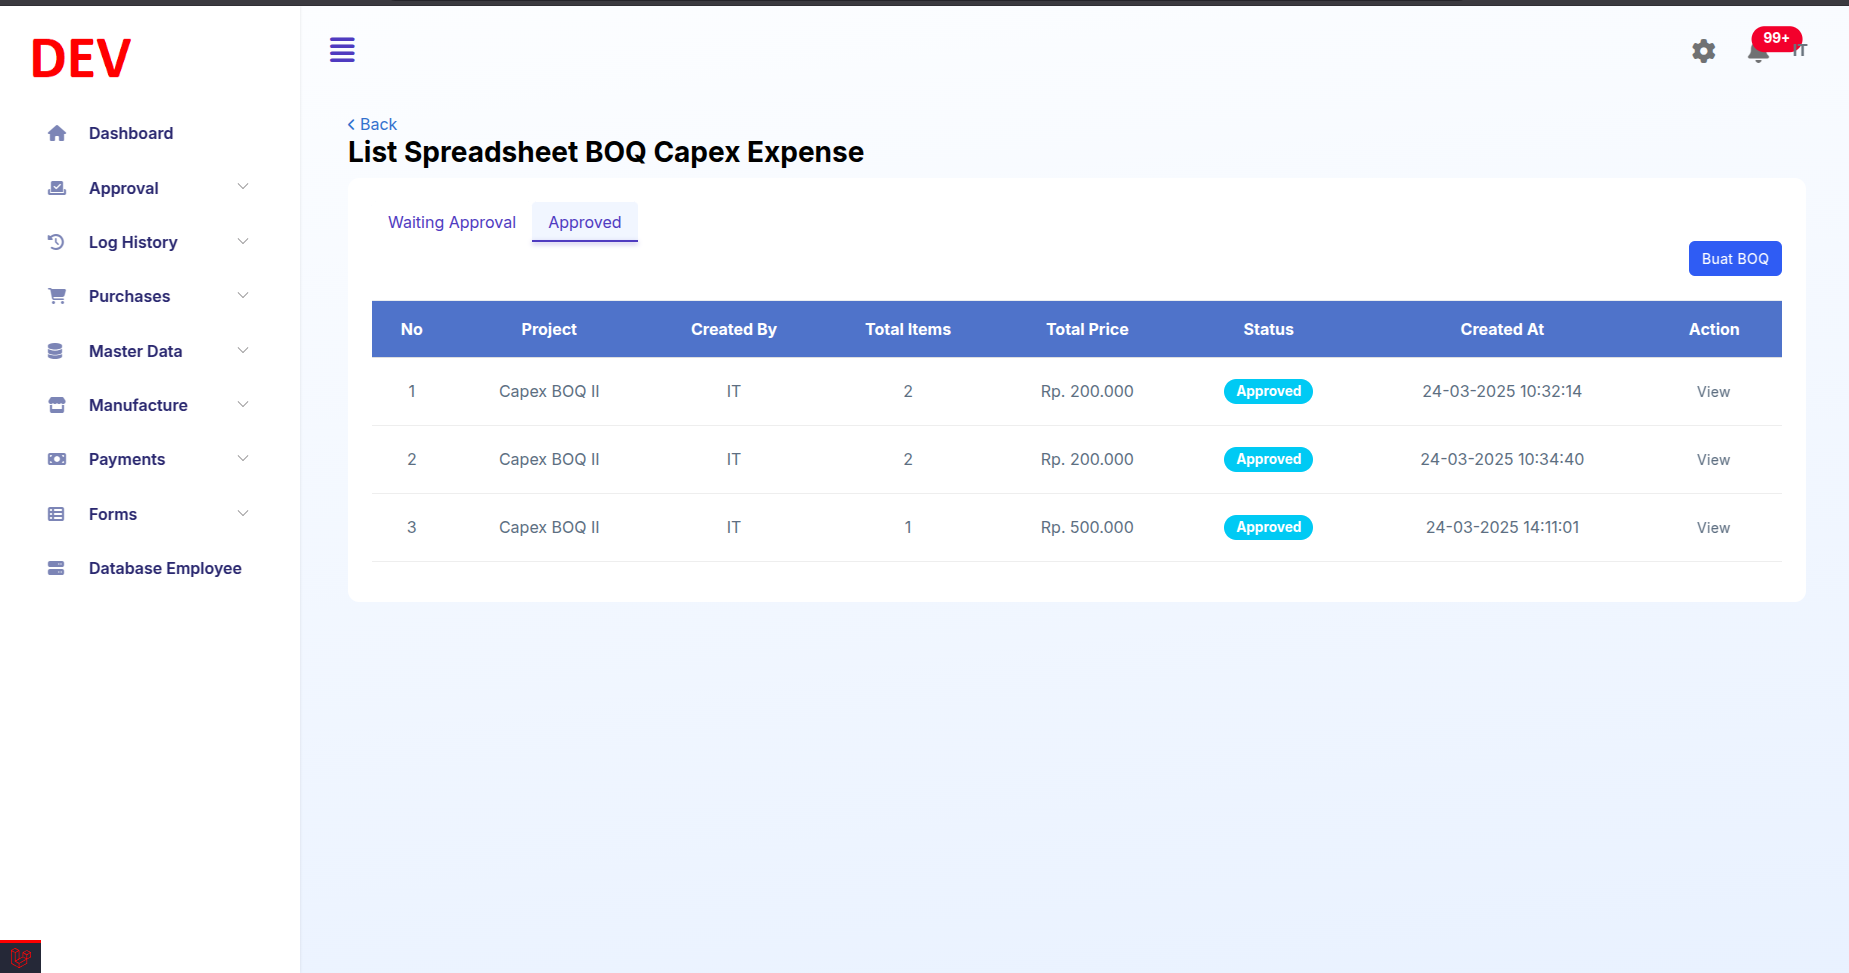 DEV
Dashboard
Approval
Log History
Purchases
Master Data
Manufacture
Payments
Forms
Database Employee
99+
IT
Back
List Spreadsheet BOQ Capex Expense
Waiting Approval Approved
Buat BOQ
No Project Created By Total Items Total Price Status Created At Action
1 Capex BOQ II IT 2 Rp. 200.000 Approved 24-03-2025 10:32:14 View
2 Capex BOQ II IT 2 Rp. 200.000 Approved 24-03-2025 10:34:40 View
3 Capex BOQ II IT 1 Rp. 500.000 Approved 24-03-2025 14:11:01 View